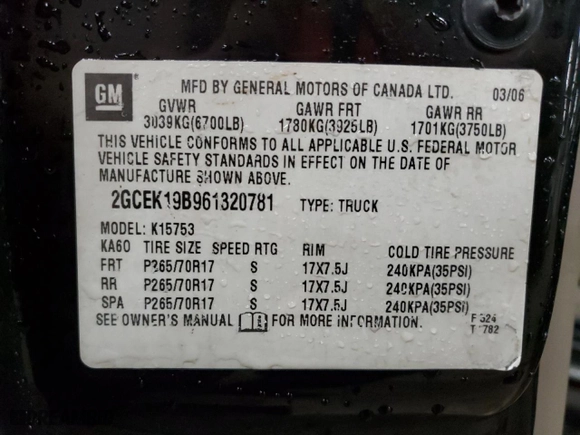 GM
MFD BY GENERAL MOTORS OF CANADA LTD. 03/06
GVWR GAWR FRT GAWR RR
3039KG(6700LB) 1780KG(3925LB) 1701KG(3750LB)
THIS VEHICLE CONFORMS TO ALL APPLICABLE U.S. FEDERAL MOTOR
VEHICLE SAFETY STANDARDS IN EFFECT ON THE DATE OF
MANUFACTURE SHOWN ABOVE.
2GCEK19B961320781 TYPE: TRUCK
MODEL: K15753
KA60 TIRE SIZE SPEED RTG RIM COLD TIRE PRESSURE
FRT P265/70R17 S 17X7.5J 240KPA(35PSI)
RR P265/70R17 S 17X7.5J 240KPA(35PSI)
SPA P265/70R17 S 17X7.5J 240KPA(35PSI)
SEE OWNER'S MANUAL FOR MORE INFORMATION